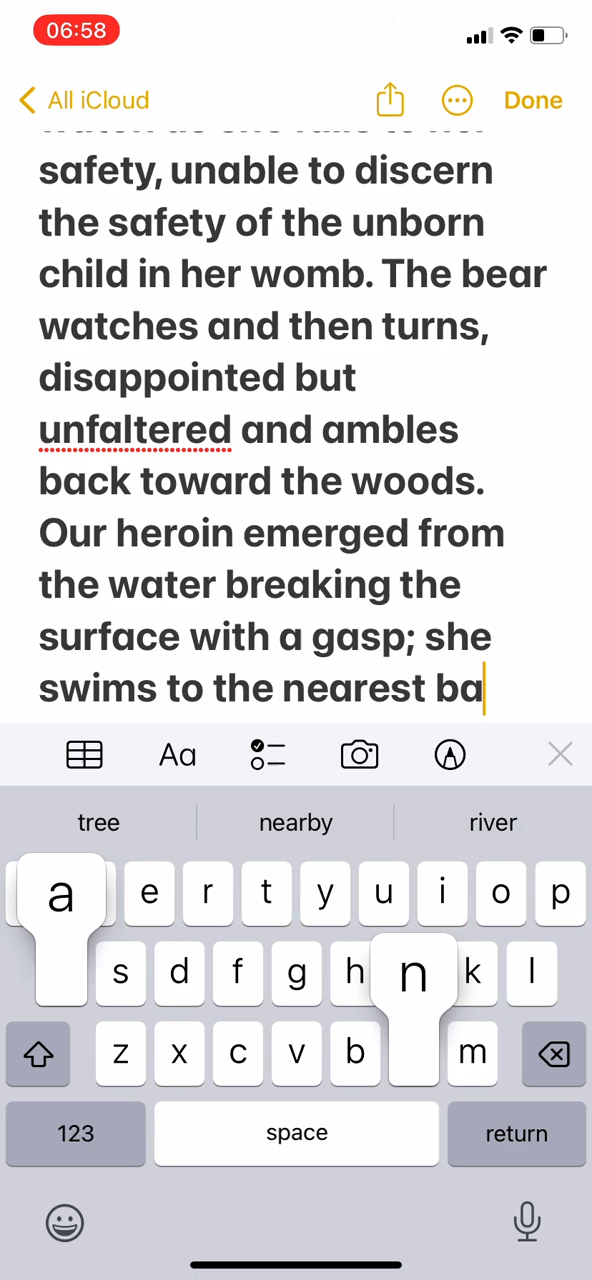 06:58
All iCloud
Done
safety, unable to discern
the safety of the unborn
child in her womb. The bear
watches and then turns,
disappointed but
unfaltered and ambles
back toward the woods.
Our heroin emerged from
the water breaking the
surface with a gasp; she
swims to the nearest ba
Aa
tree nearby river
a e r t y u i o p
s d f g h n k l
z x c v b m
123 space return